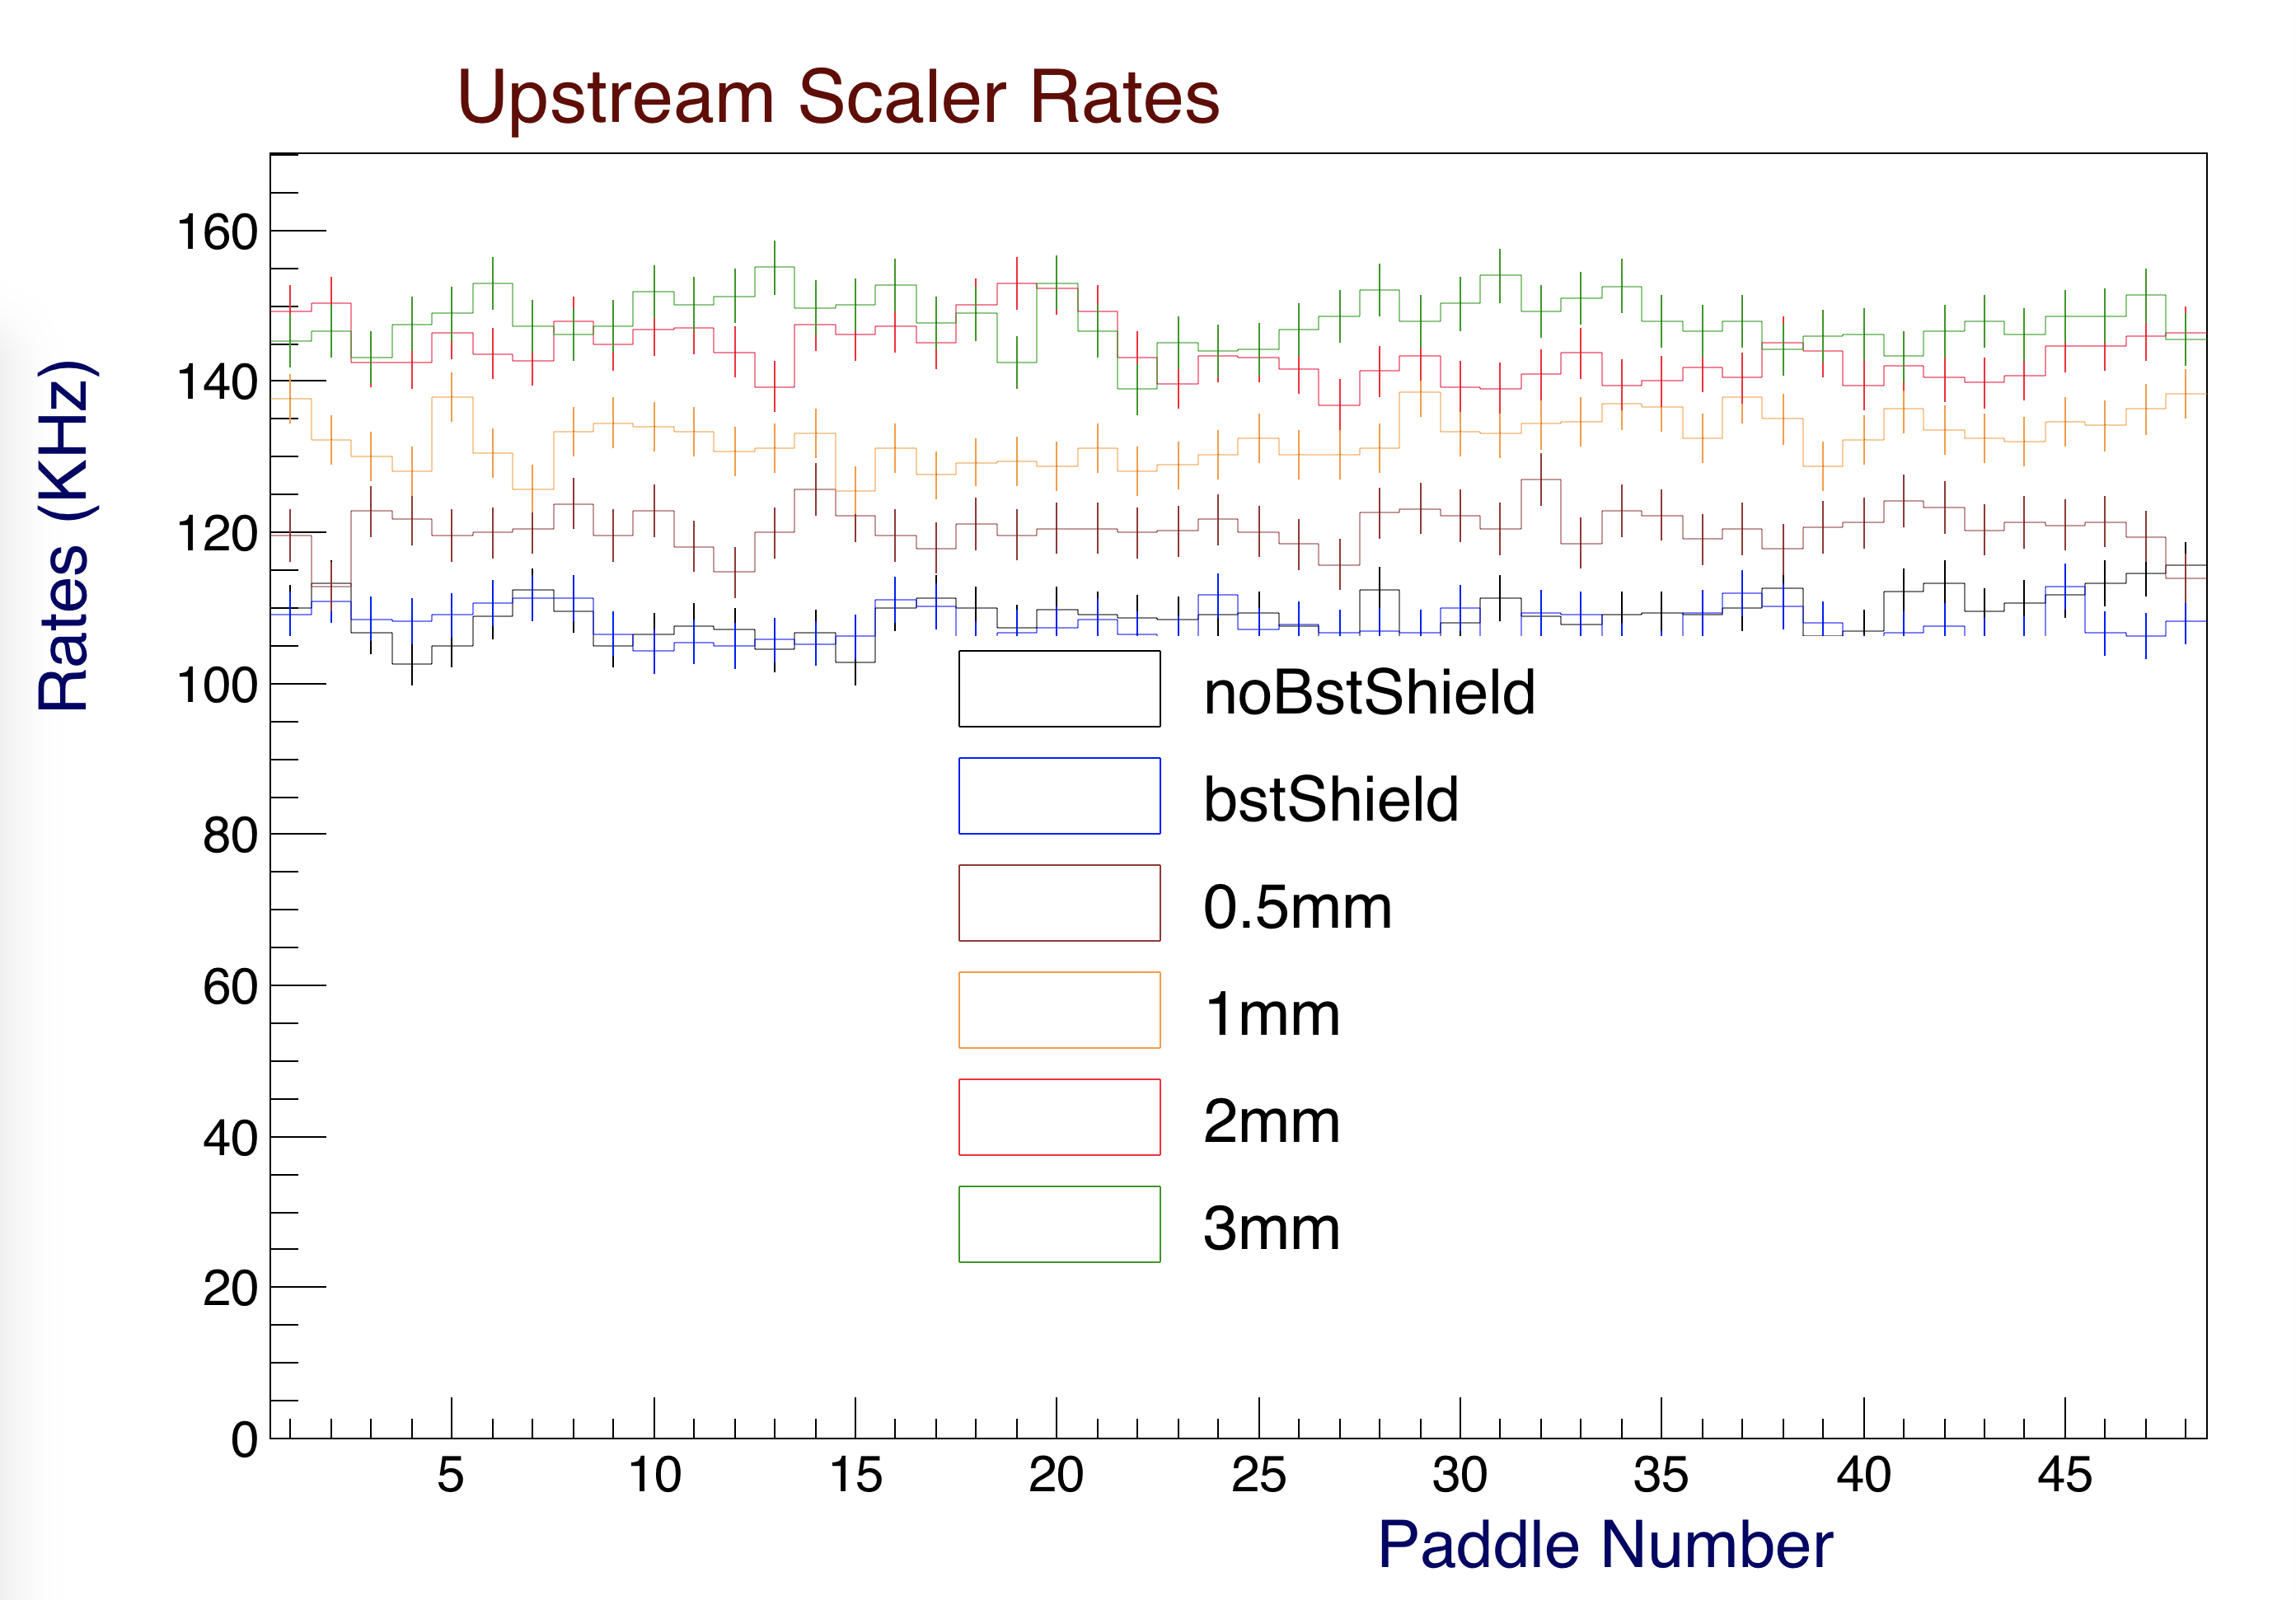 Upstream Scaler Rates
Rates (KHz)
160
140
120
100
80
60
40
20
0
noBstShield
bstShield
0.5mm
1mm
2mm
3mm
5 10 15 20 25 30 35 40 45
Paddle Number